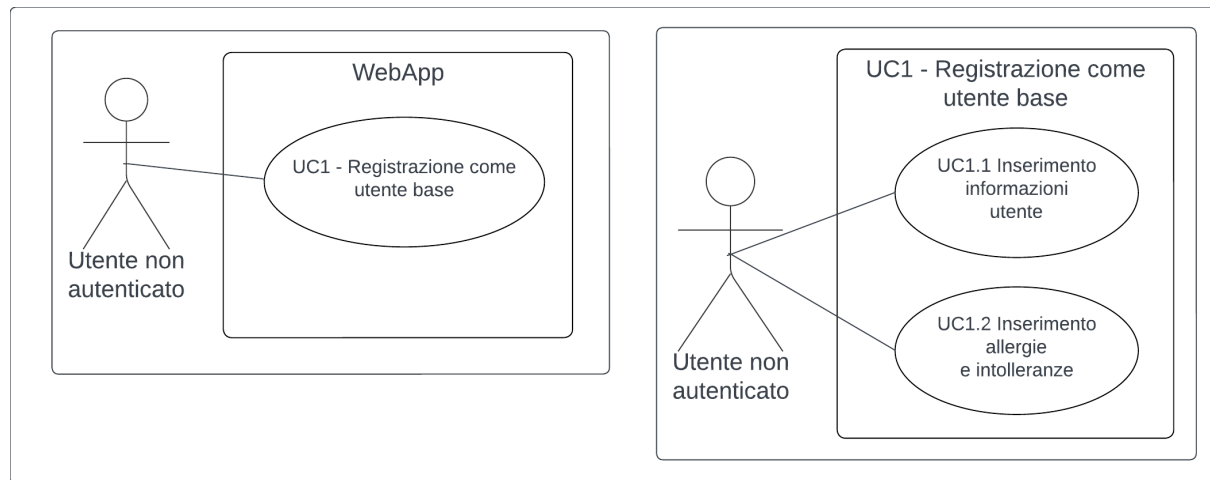 WebApp
UC1 - Registrazione come
utente base
Utente non
autenticato
UC1 - Registrazione come
utente base
UC1.1 Inserimento
informazioni
utente
UC1.2 Inserimento
allergie
e intolleranze
Utente non
autenticato